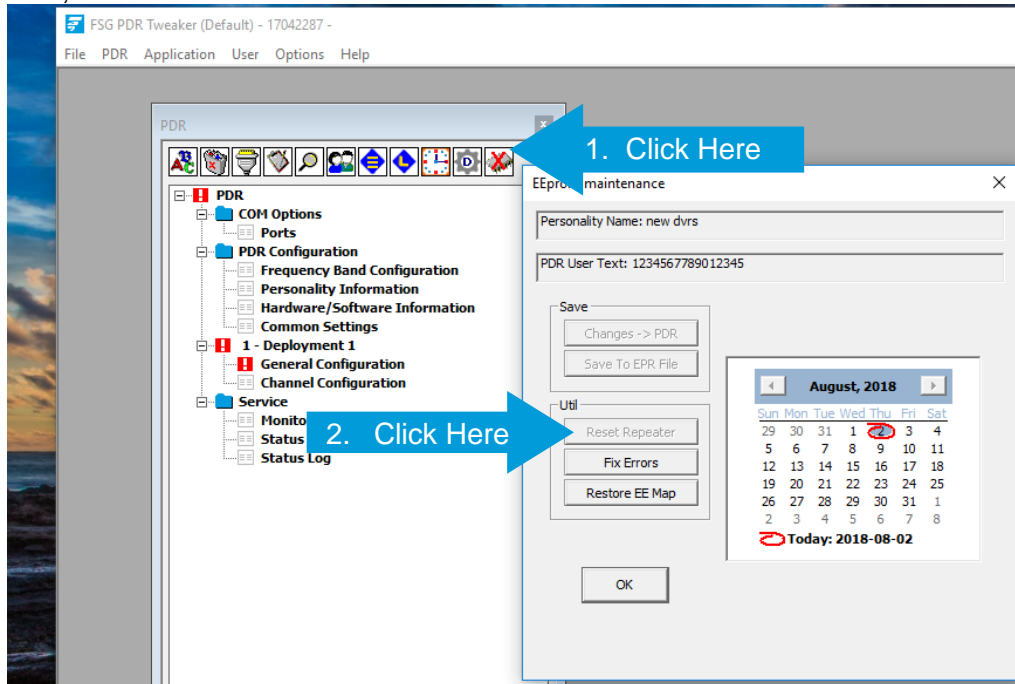 FSG PDR Tweaker (Default) - 17042287 -
File PDR Application User Options Help
PDR
1. Click Here
PDR
COM Options
Ports
PDR Configuration
Frequency Band Configuration
Personality Information
Hardware/Software Information
Common Settings
1 - Deployment 1
General Configuration
Channel Configuration
Service
Status
Status Log
2. Click Here
maintenance
Personality Name: new dvrs
PDR User Text: 1234567789012345
Save
Changes -> PDR
Save To EPR File
Util
Reset Repeater
Fix Errors
Restore EE Map
OK
August, 2018
Sun Mon Tue Wed Thu Fri Sat
29 30 31 1 2 3 4
5 6 7 8 9 10 11
12 13 14 15 16 17 18
19 20 21 22 23 24 25
26 27 28 29 30 31 1
2 3 4 5 6 7 8
Today: 2018-08-02